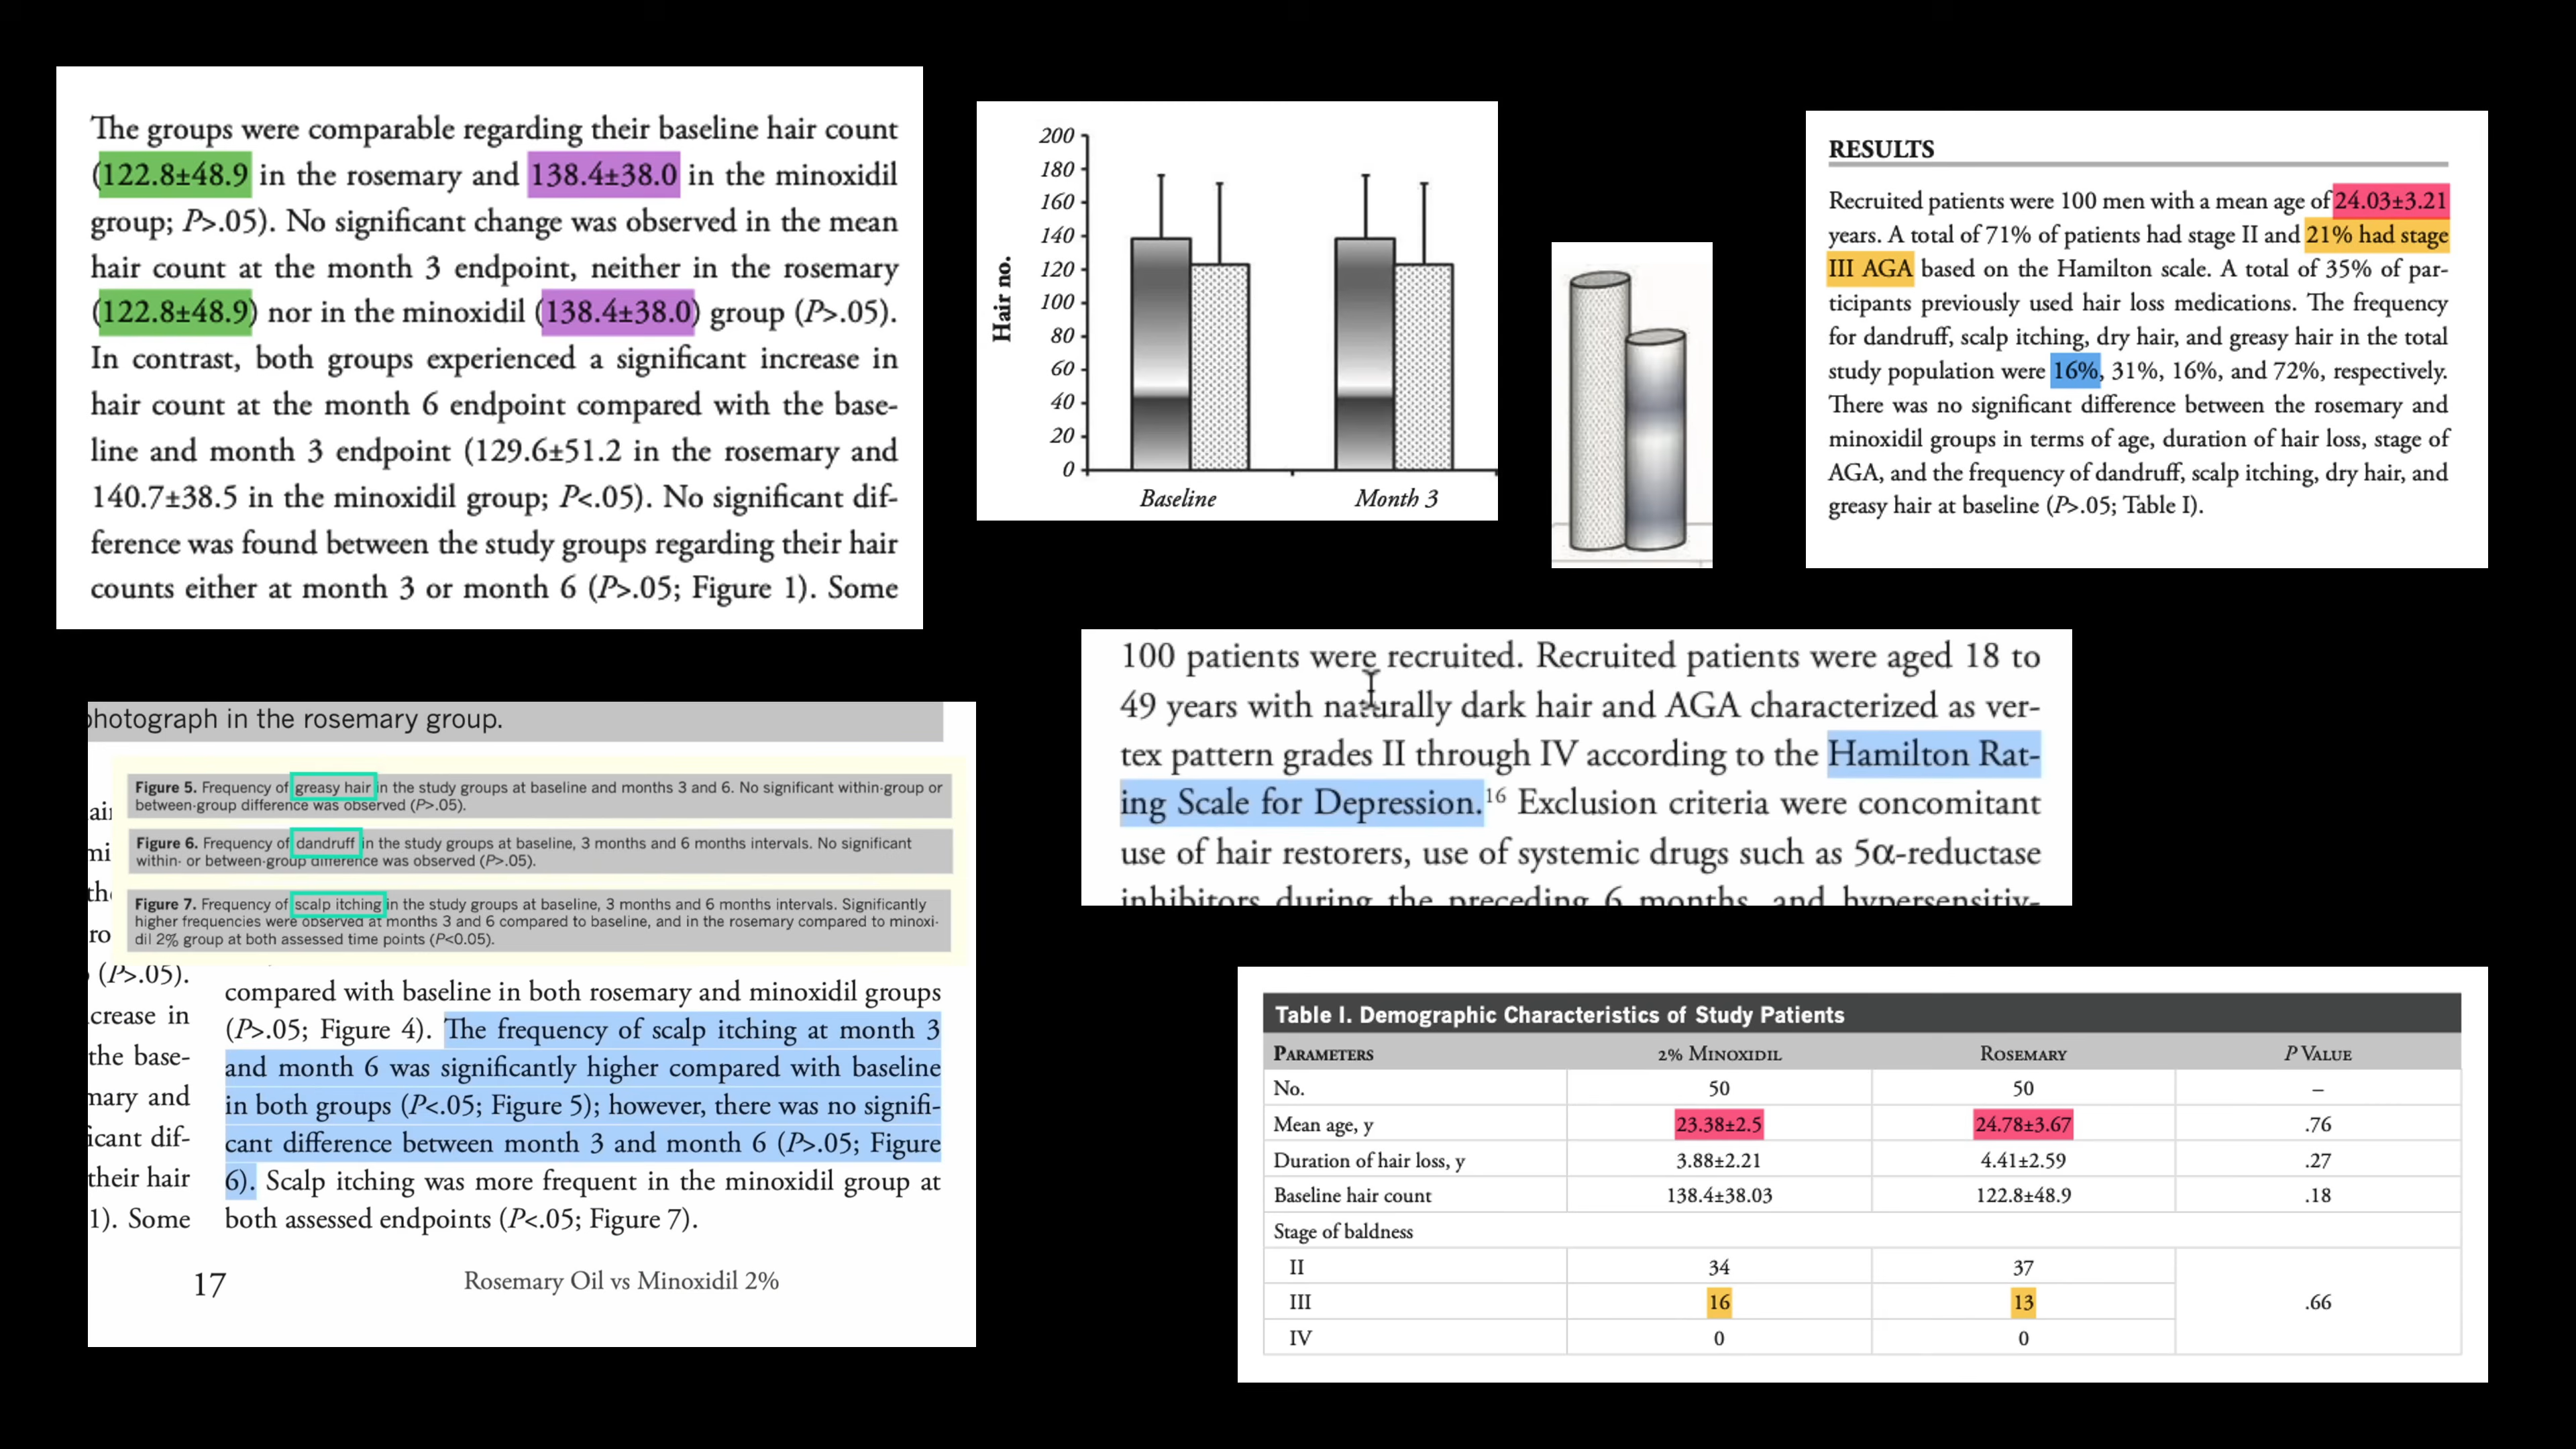 The groups were comparable regarding their baseline hair count
(122.8±48.9 in the rosemary and 138.4±38.0 in the minoxidil
group; P>.05). No significant change was observed in the mean
hair count at the month 3 endpoint, neither in the rosemary
(122.8±48.9) nor in the minoxidil (138.4±38.0) group (P>.05).
In contrast, both groups experienced a significant increase in
hair count at the month 6 endpoint compared with the base-
line and month 3 endpoint (129.6±51.2 in the rosemary and
140.7±38.5 in the minoxidil group; P<.05). No significant dif-
ference was found between the study groups regarding their hair
counts either at month 3 or month 6 (P>.05; Figure 1). Some
Hair no.
200
180
160
140
120
100
80
60
40
20
0
Baseline Month 3
RESULTS
Recruited patients were 100 men with a mean age of 24.03±3.21
years. A total of 71% of patients had stage II and 21% had stage
III AGA based on the Hamilton scale. A total of 35% of par-
ticipants previously used hair loss medications. The frequency
for dandruff, scalp itching, dry hair, and greasy hair in the total
study population were 16%, 31%, 16%, and 72%, respectively.
There was no significant difference between the rosemary and
minoxidil groups in terms of age, duration of hair loss, stage of
AGA, and the frequency of dandruff, scalp itching, dry hair, and
greasy hair at baseline (P>.05; Table I).
100 patients were recruited. Recruited patients were aged 18 to
49 years with naturally dark hair and AGA characterized as ver-
tex pattern grades II through IV according to the Hamilton Rat-
ing Scale for Depression.16 Exclusion criteria were concomitant
use of hair restorers, use of systemic drugs such as 5α-reductase
inhibitors during the preceding 6 months, and hypersensitiv-
photograph in the rosemary group.
Figure 5. Frequency of greasy hair in the study groups at baseline and months 3 and 6. No significant within-group or
between-group difference was observed (P>.05).
Figure 6. Frequency of dandruff in the study groups at baseline, 3 months and 6 months intervals. No significant
within- or between-group difference was observed (P>.05).
Figure 7. Frequency of scalp itching in the study groups at baseline, 3 months and 6 months intervals. Significantly
higher frequencies were observed at months 3 and 6 compared to baseline, and in the rosemary compared to minoxi-
dil 2% group at both assessed time points (P<0.05).
(P>.05).
crease in
the base-
mary and
icant dif-
their hair
1). Some
compared with baseline in both rosemary and minoxidil groups
(P>.05; Figure 4). The frequency of scalp itching at month 3
and month 6 was significantly higher compared with baseline
in both groups (P<.05; Figure 5); however, there was no signifi-
cant difference between month 3 and month 6 (P>.05; Figure
6). Scalp itching was more frequent in the minoxidil group at
both assessed endpoints (P<.05; Figure 7).
17 Rosemary Oil vs Minoxidil 2%
Table I. Demographic Characteristics of Study Patients
Parameters 2% Minoxidil Rosemary P Value
No. 50 50 –
Mean age, y 23.38±2.5 24.78±3.67 .76
Duration of hair loss, y 3.88±2.21 4.41±2.59 .27
Baseline hair count 138.4±38.03 122.8±48.9 .18
Stage of baldness
II 34 37
III 16 13 .66
IV 0 0